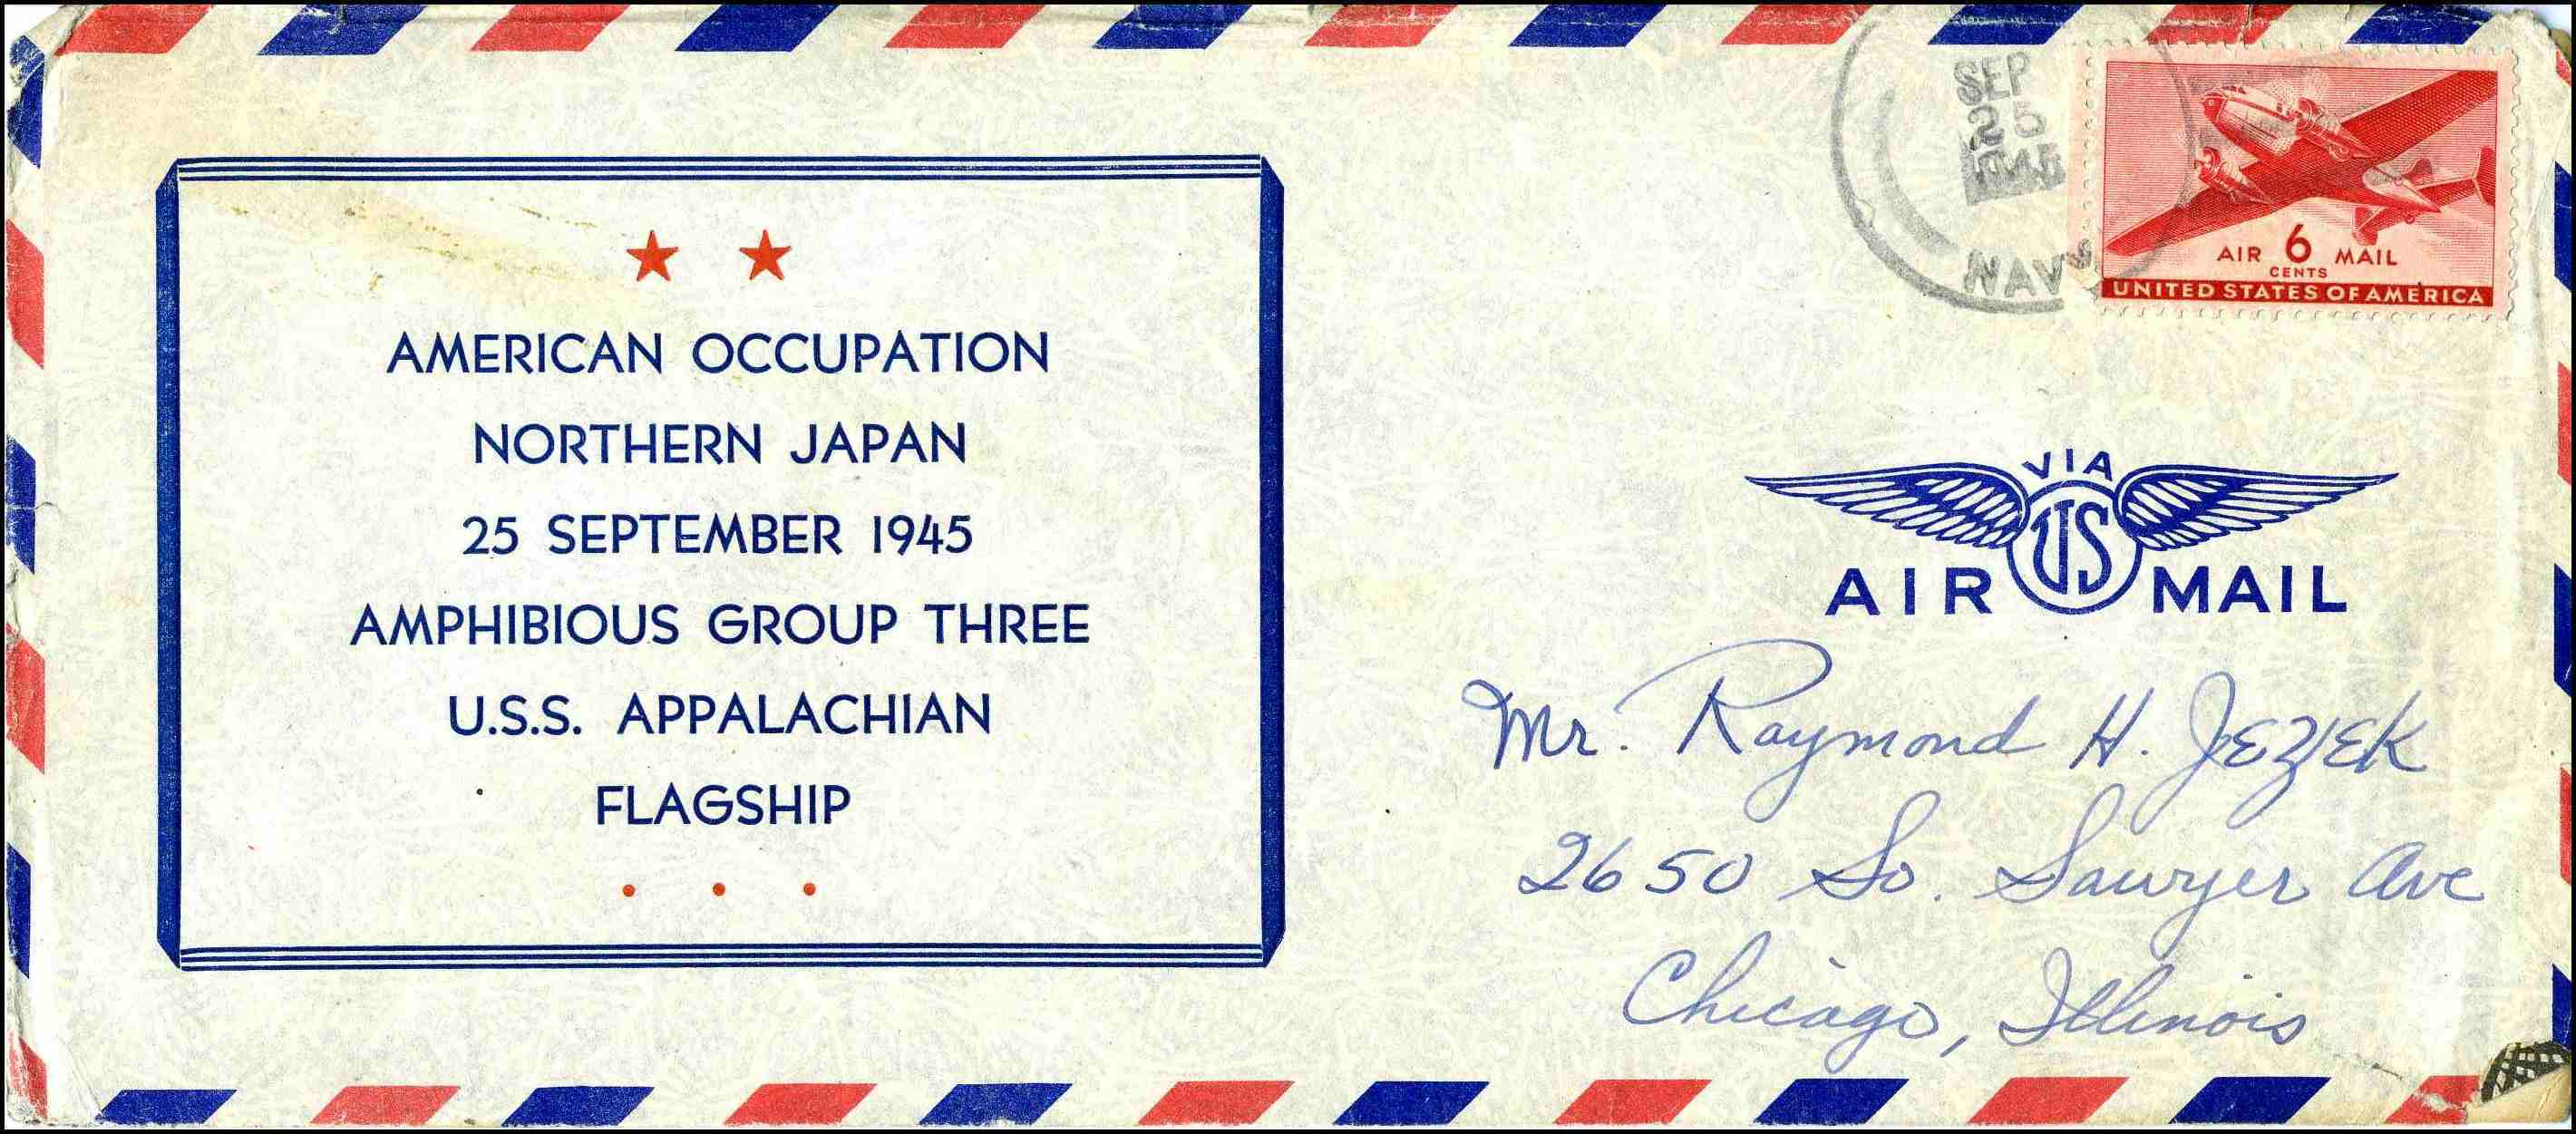 AMERICAN OCCUPATION
NORTHERN JAPAN
25 SEPTEMBER 1945
AMPHIBIOUS GROUP THREE
U.S.S. APPALACHIAN
FLAGSHIP
SEP
25
NAVY
AIR 6 MAIL
CENTS
UNITED STATES OF AMERICA
VIA
US
AIR MAIL
Mr. Raymond H. JEZEK
2650 So. Sawyer Ave
Chicago, Illinois